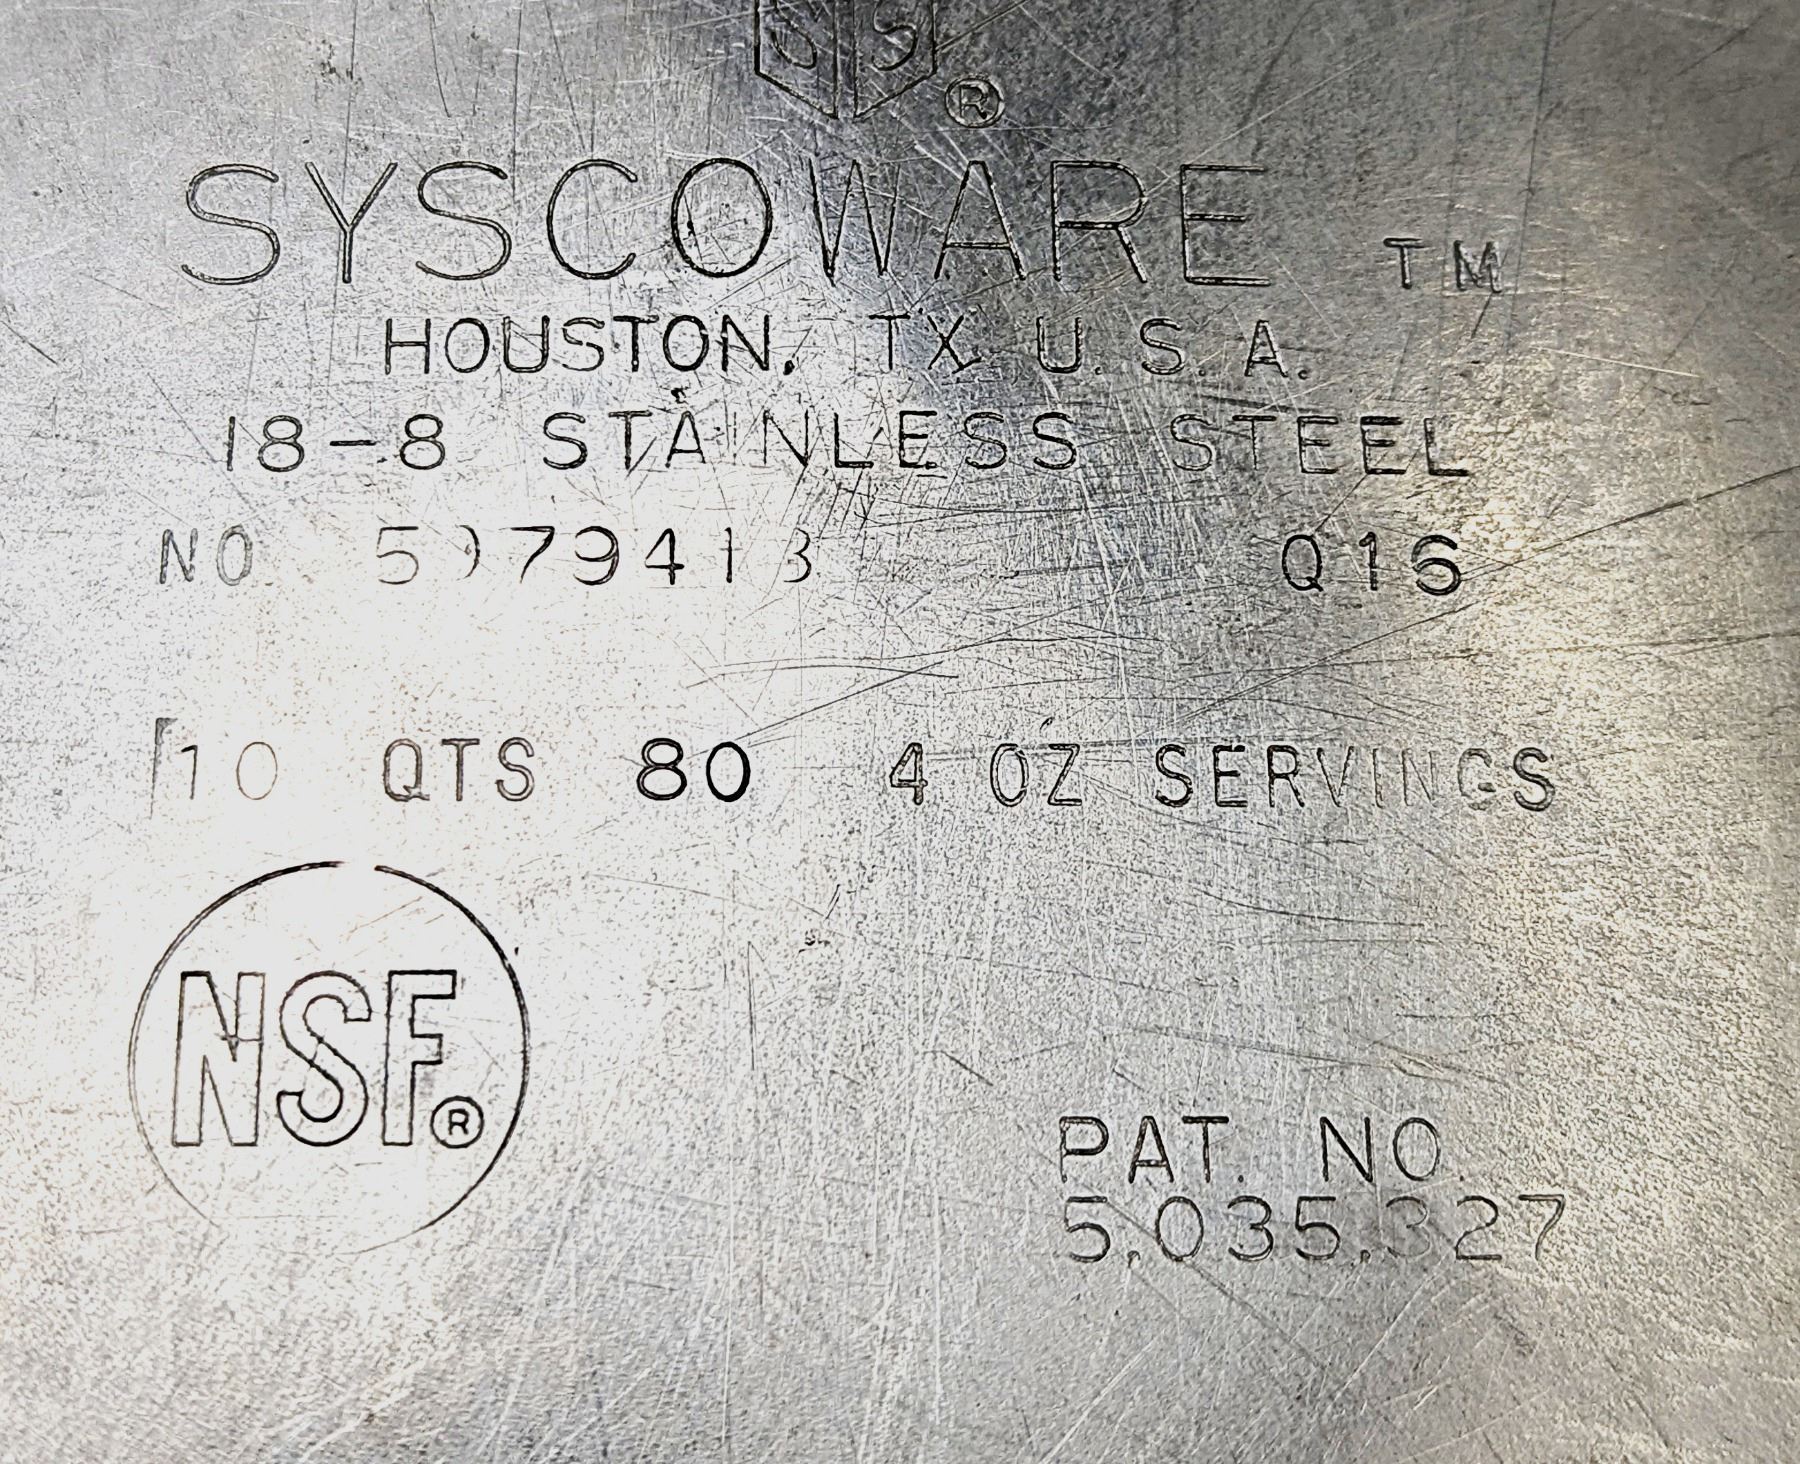 S S ®
SYSCOWARE TM
HOUSTON, TX U.S.A.
18-8 STAINLESS STEEL
NO Q16
10 QTS 80 4 OZ SERVINGS
NSF®
PAT. NO.
5,035,327